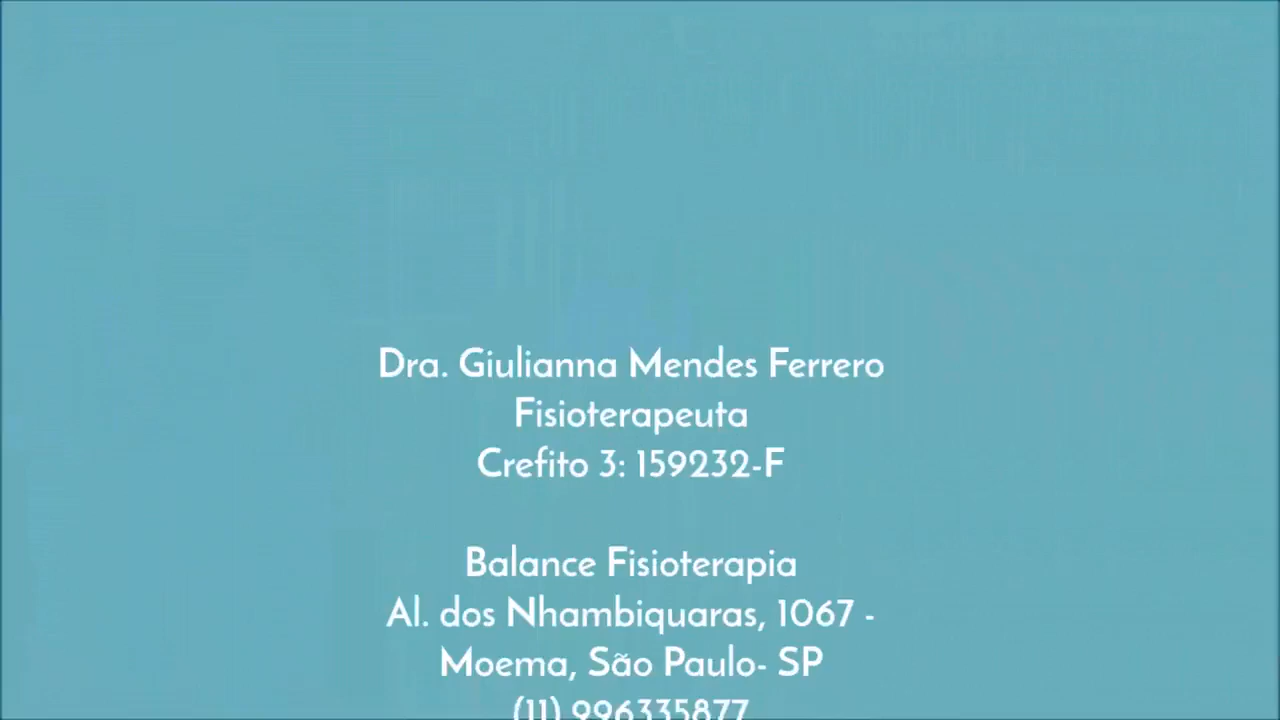 Dra. Giulianna Mendes Ferrero
Fisioterapeuta
Crefito 3: 159232-F
Balance Fisioterapia
Al. dos Nhambiquaras, 1067 -
Moema, São Paulo- SP
(11) 996335877